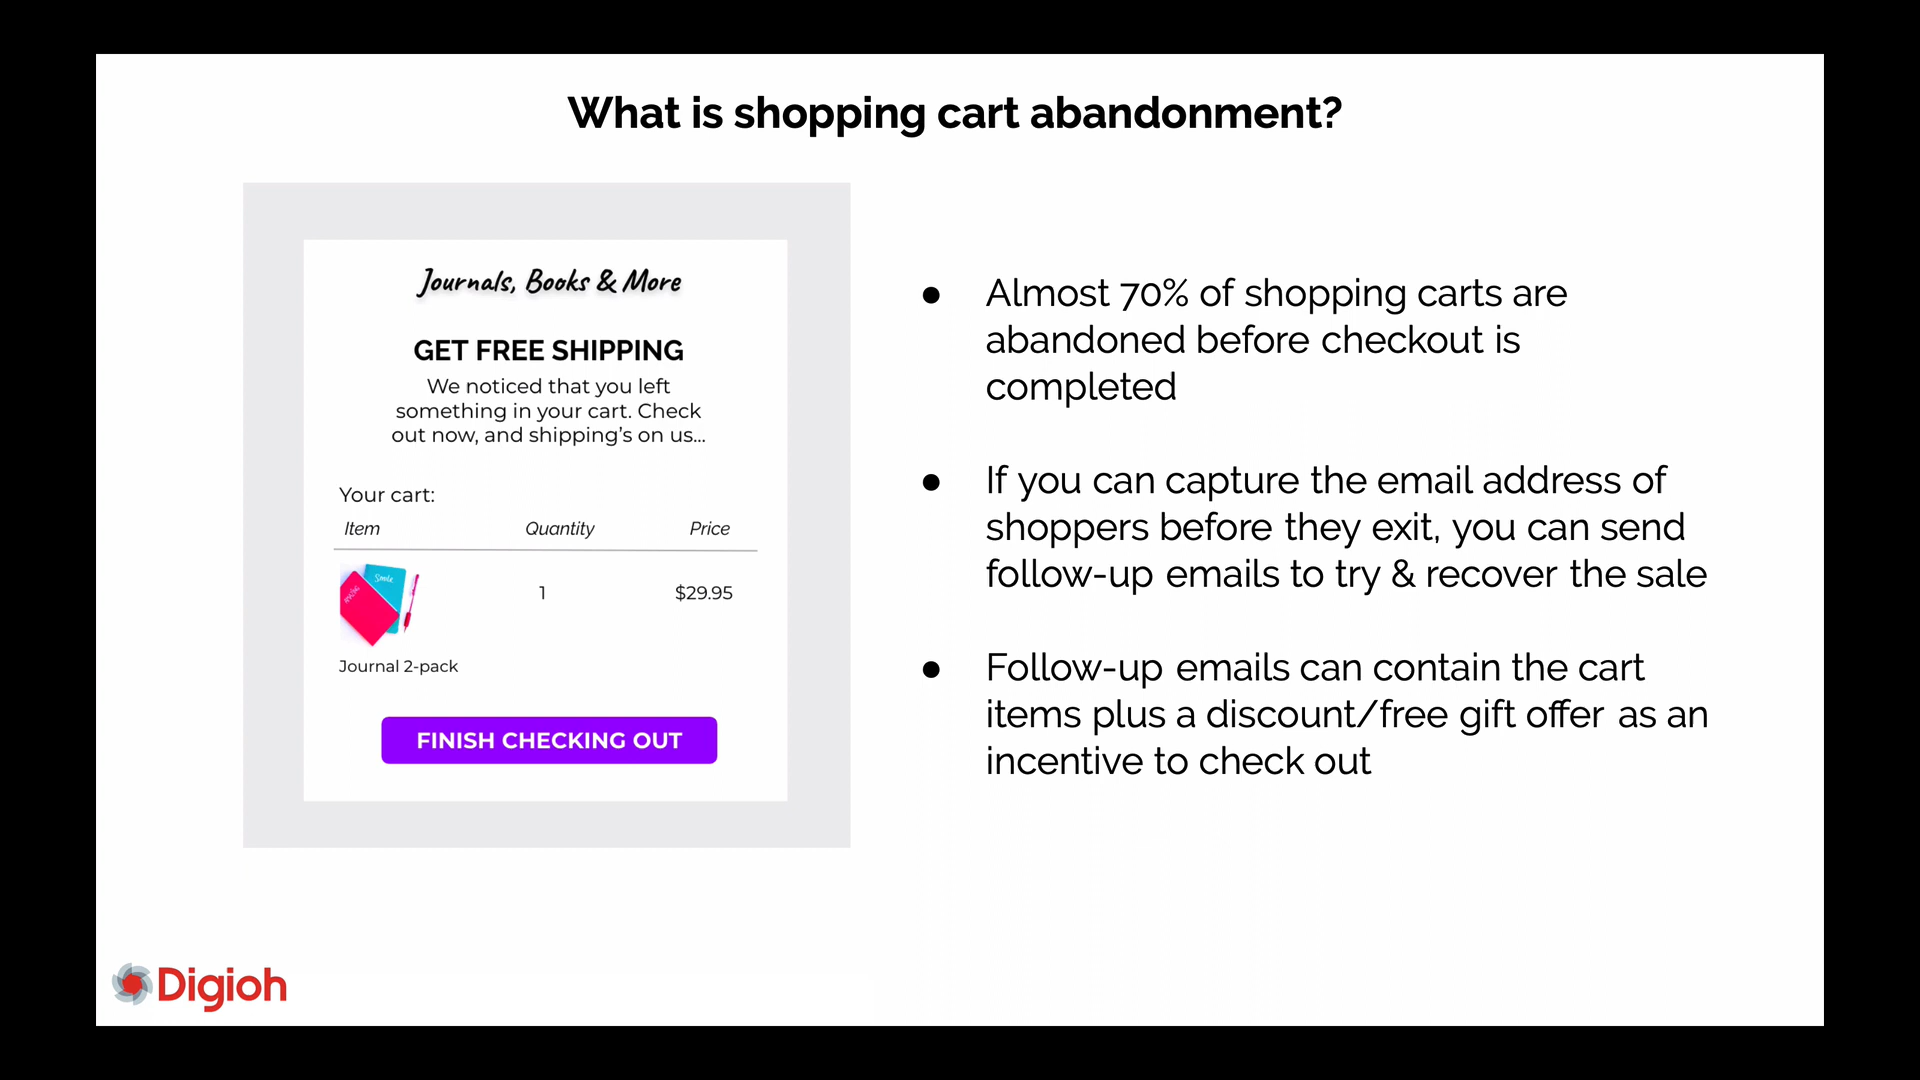 What is shopping cart abandonment?
Journals, Books & More
GET FREE SHIPPING
We noticed that you left
something in your cart. Check
out now, and shipping's on us...
Your cart:
Item Quantity Price
Smile
1 $29.95
Journal 2-pack
FINISH CHECKING OUT
● Almost 70% of shopping carts are
abandoned before checkout is
completed
● If you can capture the email address of
shoppers before they exit, you can send
follow-up emails to try & recover the sale
● Follow-up emails can contain the cart
items plus a discount/free gift offer as an
incentive to check out
Digioh